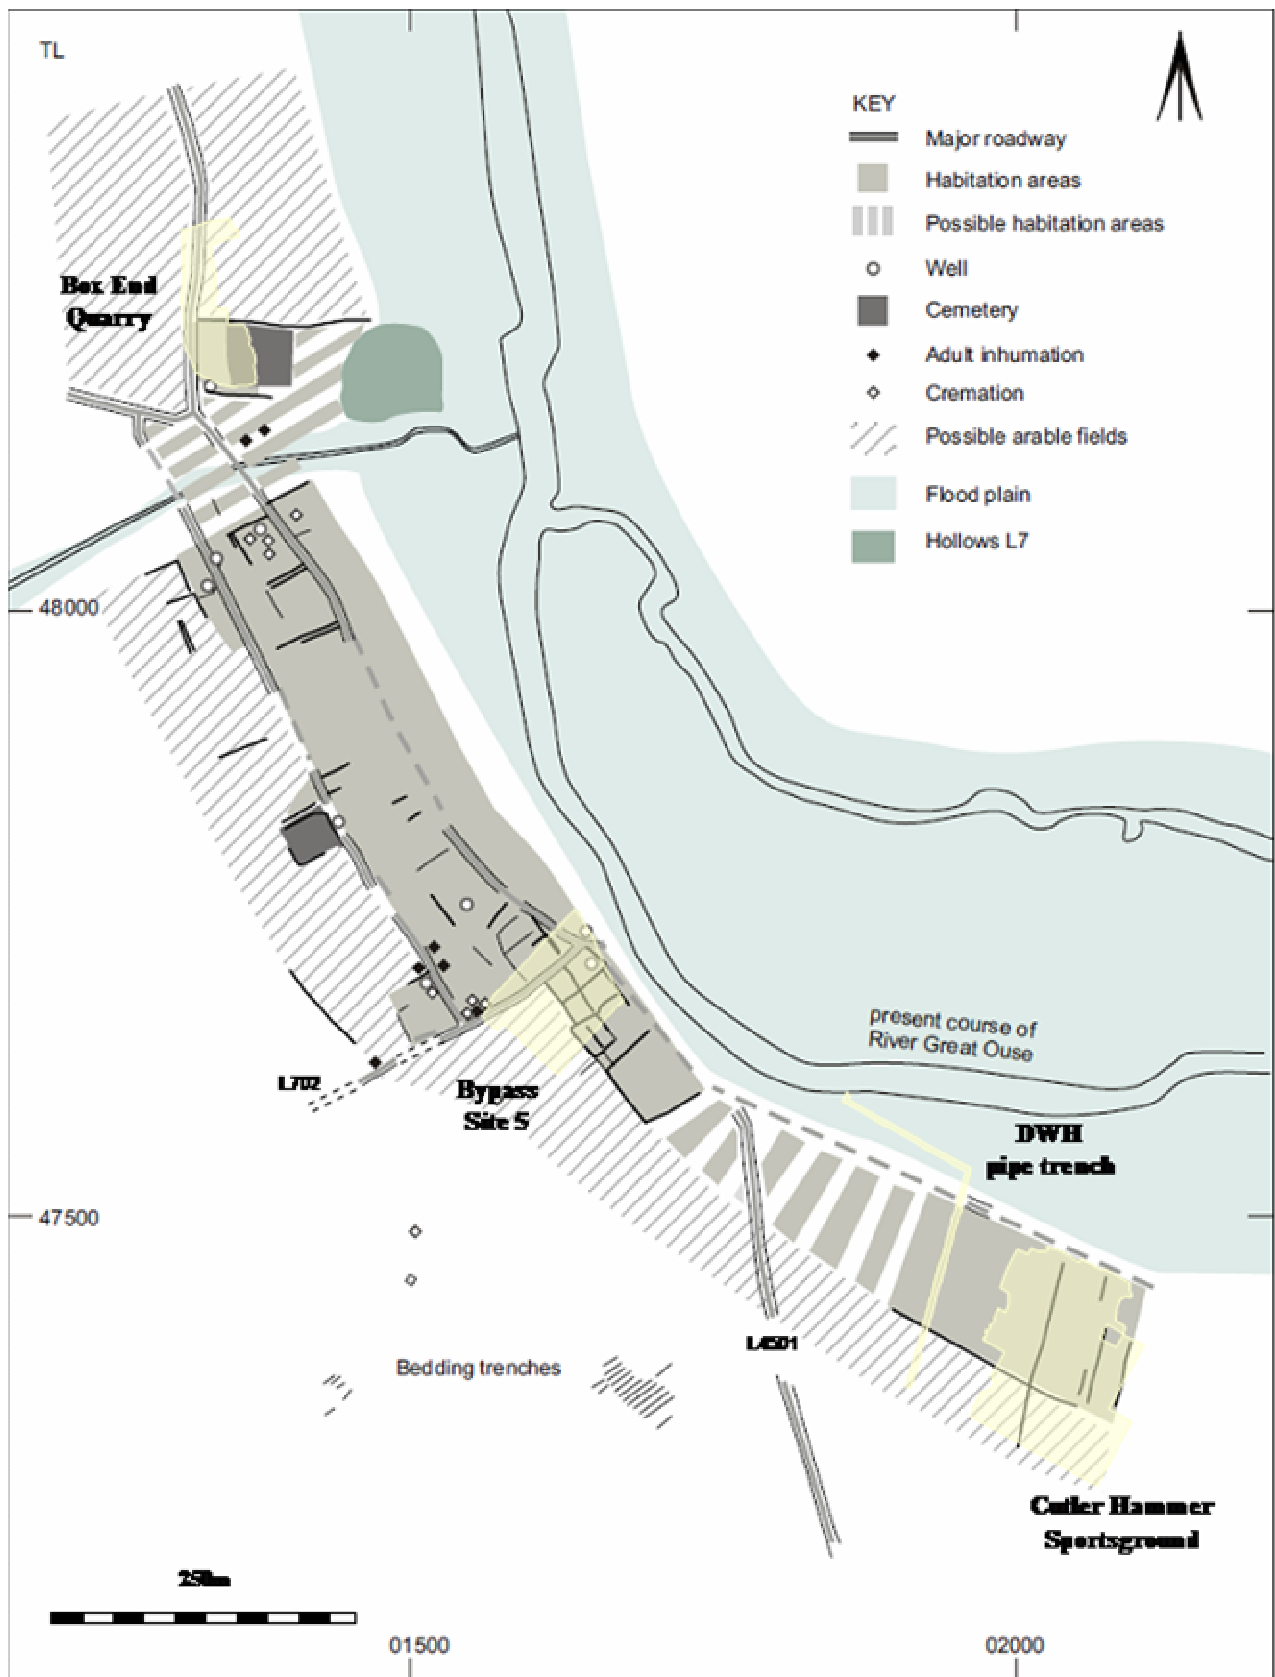 TL
KEY
Major roadway
Habitation areas
Possible habitation areas
Well
Cemetery
Adult inhumation
Cremation
Possible arable fields
Flood plain
Hollows L7
Box End
Quarry
48000
present course of
River Great Ouse
L702
Bypass
Site 5
DWH
pipe trench
47500
L4501
Bedding trenches
Cutler Hammer
Sportsground
250m
01500
02000